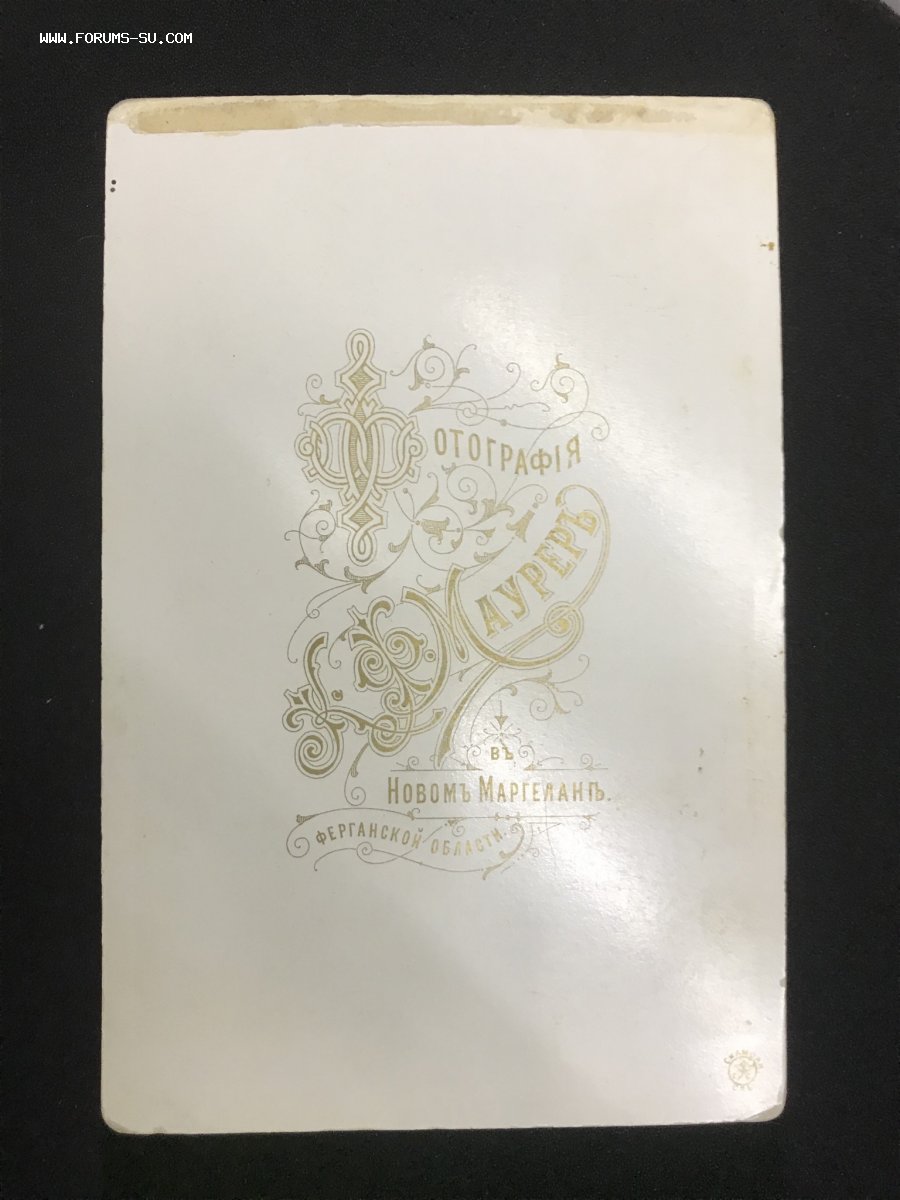 WWW.FORUMS-SU.COM
ФОТОГРАФІЯ
Ф. МАУРЕРЪ
ВЪ
НОВОМЪ МАРГЕЛАНѢ.
ФЕРГАНСКОЙ ОБЛАСТИ.